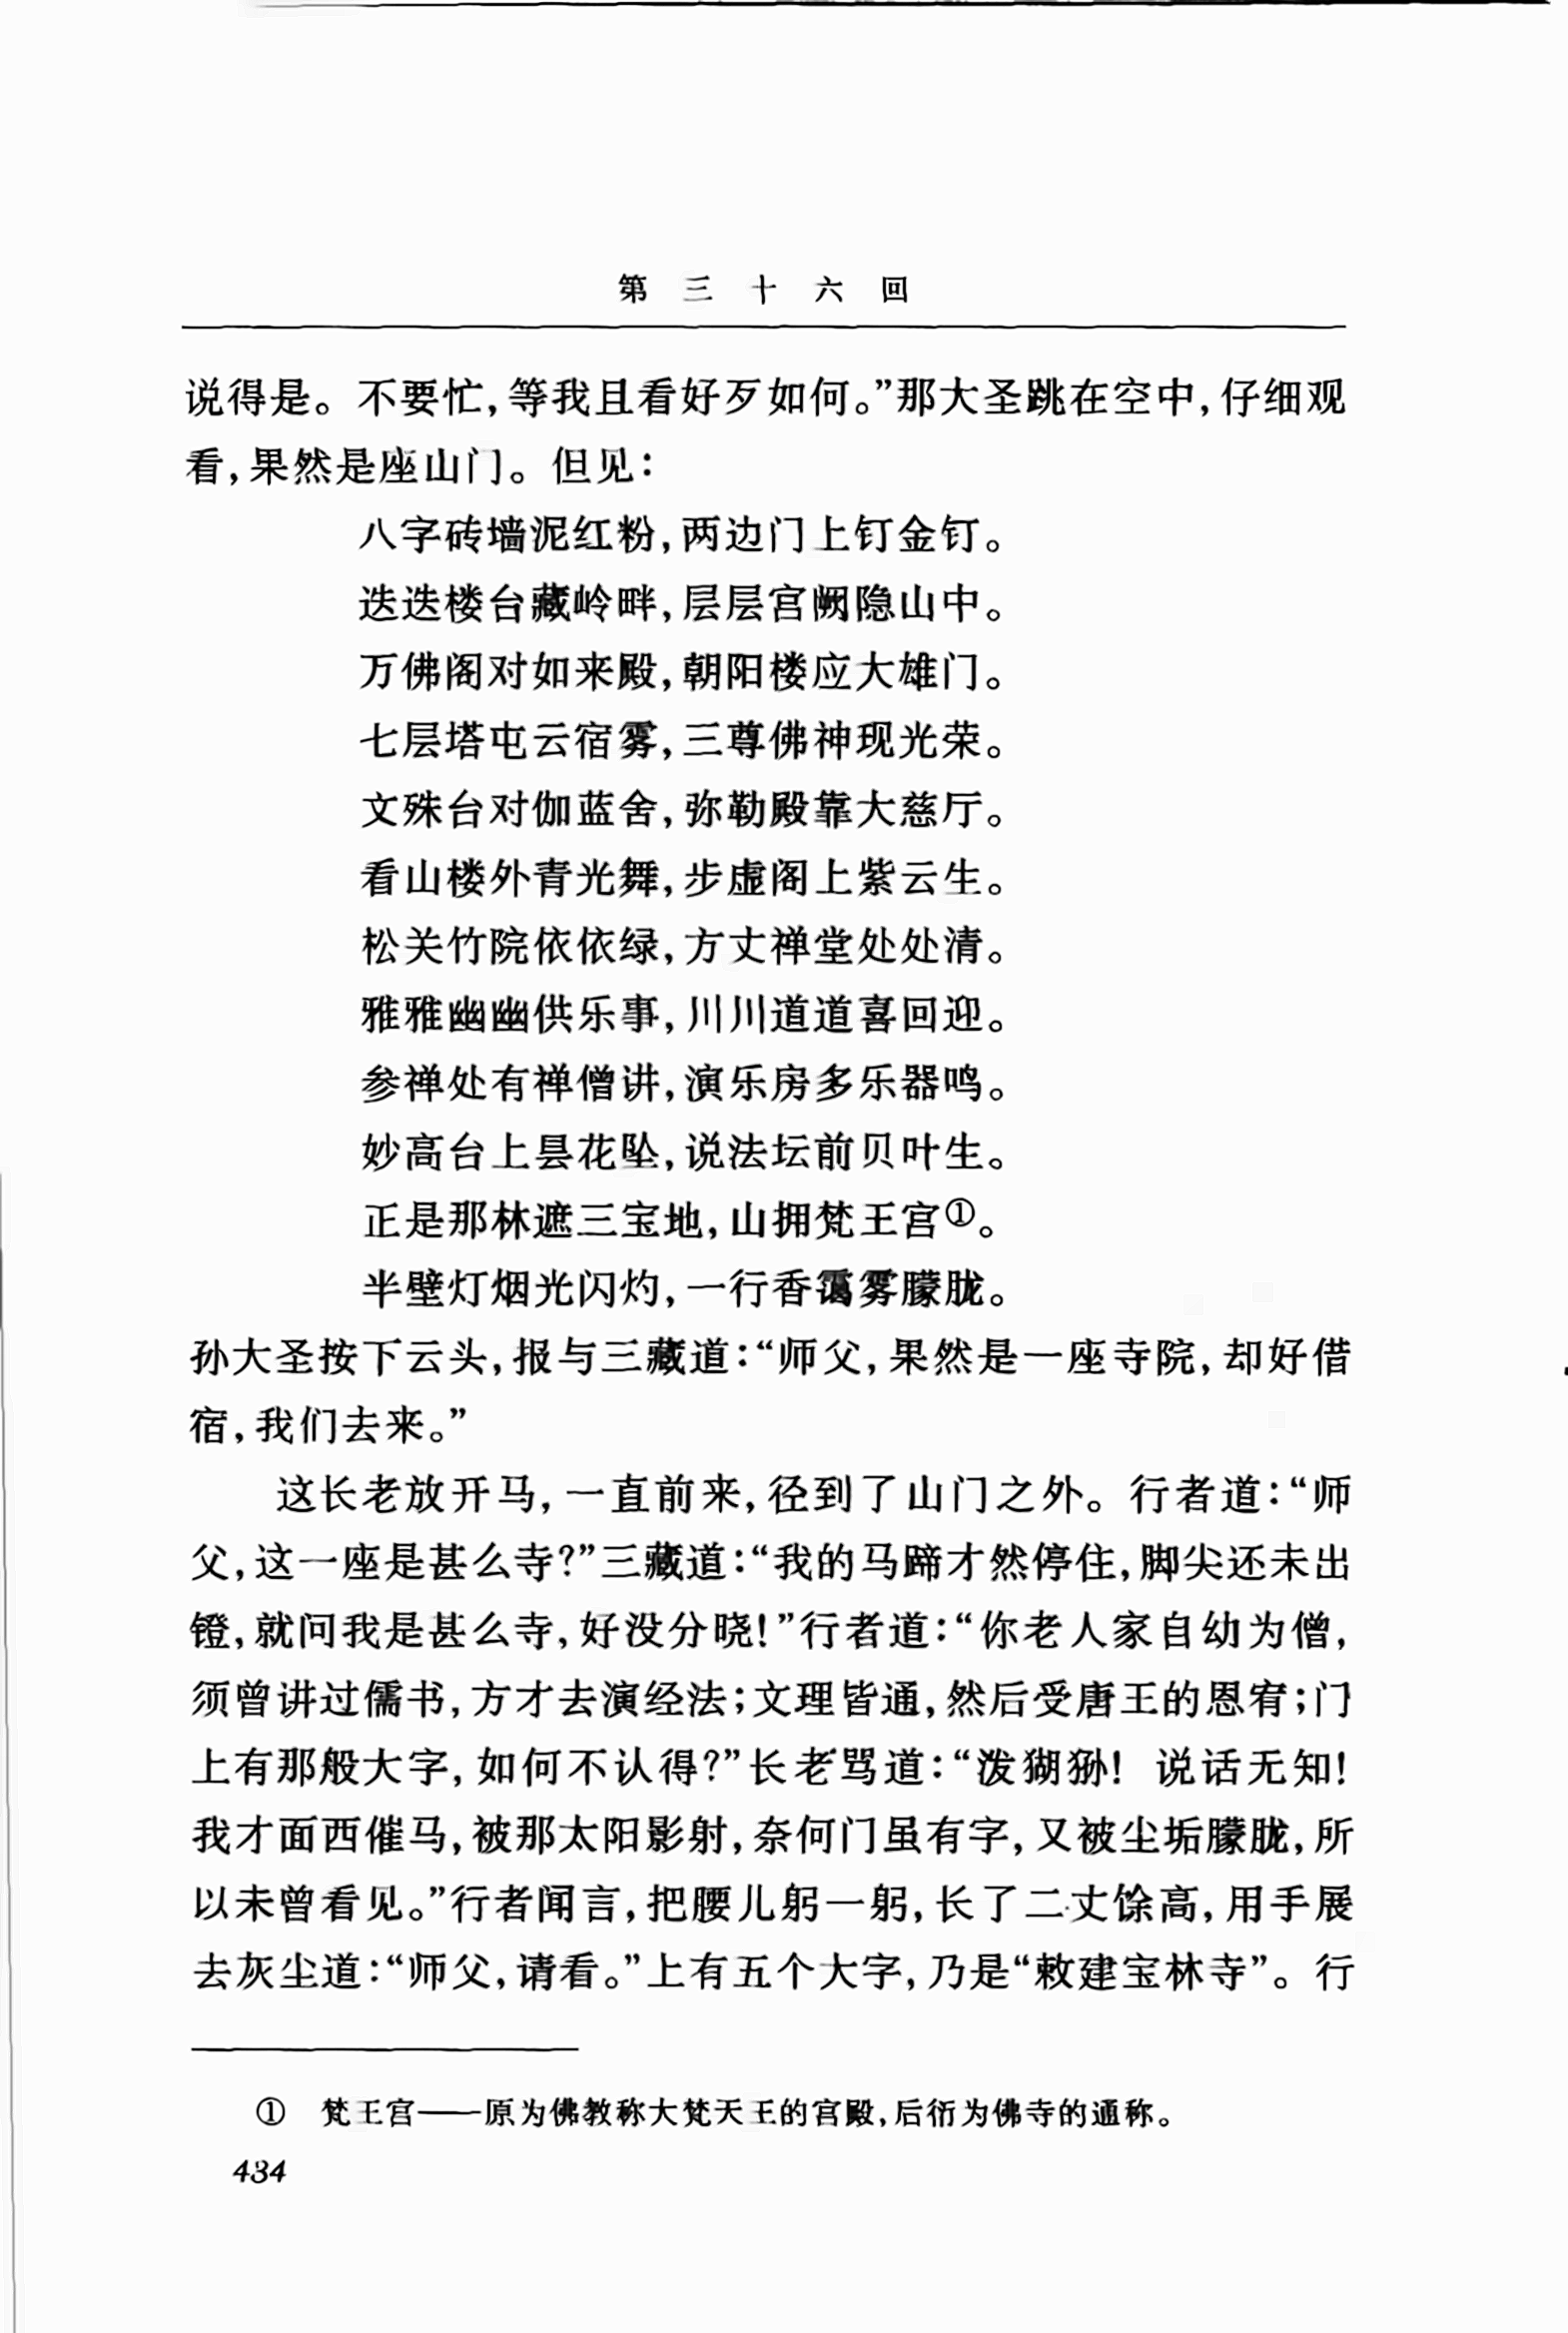 第三十六回
说得是。不要忙,等我且看好歹如何。”那大圣跳在空中,仔细观
看,果然是座山门。但见:
八字砖墙泥红粉,两边门上钉金钉。
迭迭楼台藏岭畔,层层宫阙隐山中。
万佛阁对如来殿,朝阳楼应大雄门。
七层塔屯云宿雾,三尊佛神现光荣。
文殊台对伽蓝舍,弥勒殿靠大慈厅。
看山楼外青光舞,步虚阁上紫云生。
松关竹院依依绿,方丈禅堂处处清。
雅雅幽幽供乐事,川川道道喜回迎。
参禅处有禅僧讲,演乐房多乐器鸣。
妙高台上昙花坠,说法坛前贝叶生。
正是那林遮三宝地,山拥梵王宫①。
半壁灯烟光闪灼,一行香霭雾朦胧。
孙大圣按下云头,报与三藏道:“师父,果然是一座寺院,却好借
宿,我们去来。”
这长老放开马,一直前来,径到了山门之外。行者道:“师
父,这一座是甚么寺?”三藏道:“我的马蹄才然停住,脚尖还未出
镫,就问我是甚么寺,好没分晓!”行者道:“你老人家自幼为僧,
须曾讲过儒书,方才去演经法;文理皆通,然后受唐王的恩宥;门
上有那般大字,如何不认得?”长老骂道:“泼猢狲! 说话无知!
我才面西催马,被那太阳影射,奈何门虽有字,又被尘垢朦胧,所
以未曾看见。”行者闻言,把腰儿躬一躬,长了二丈馀高,用手展
去灰尘道:“师父,请看。”上有五个大字,乃是“敕建宝林寺”。行
① 梵王宫——原为佛教称大梵天王的宫殿,后衍为佛寺的通称。
434